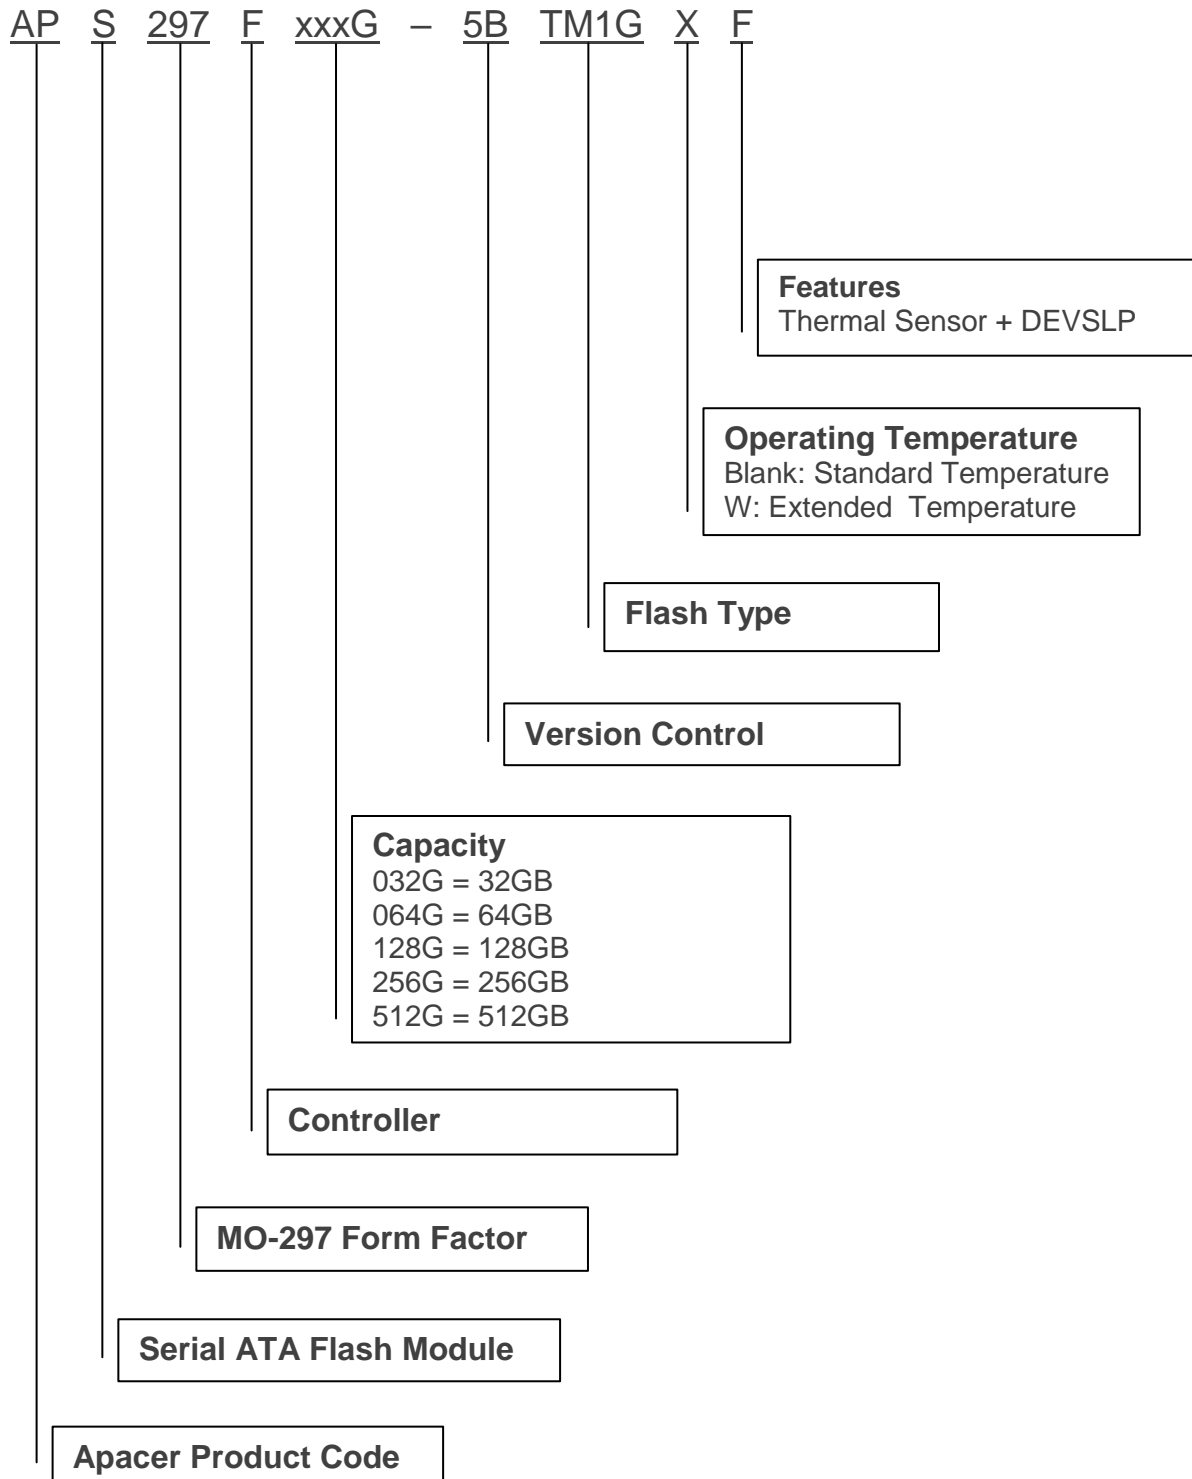 AP S 297 F xxxG – 5B TM1G X F
Features
Thermal Sensor + DEVSLP
Operating Temperature
Blank: Standard Temperature
W: Extended Temperature
Flash Type
Version Control
Capacity
032G = 32GB
064G = 64GB
128G = 128GB
256G = 256GB
512G = 512GB
Controller
MO-297 Form Factor
Serial ATA Flash Module
Apacer Product Code